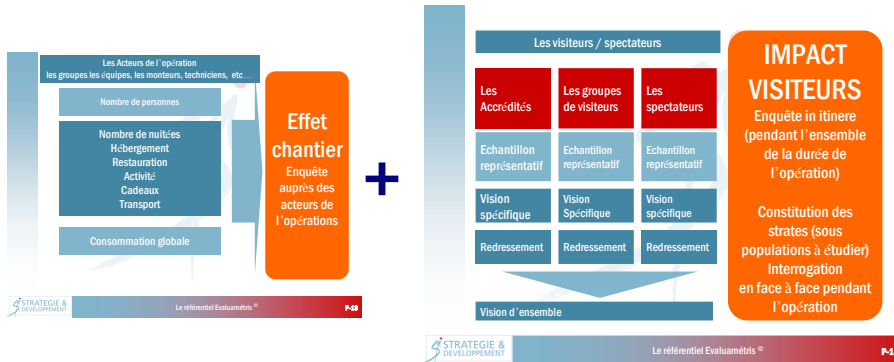 Les Acteurs de l'opération
les groupes les équipes, les monteurs, techniciens, etc…
Nombre de personnes
Nombre de nuitées
Hébergement
Restauration
Activité
Cadeaux
Transport
Consommation globale
Effet
chantier
Enquête
auprès des
acteurs de
l'opérations
STRATEGIE &
DEVELOPPEMENT
Le référentiel Evaluamétris ©
P-13
+
Les visiteurs / spectateurs
Les
Accrédités
Les groupes
de visiteurs
Les
spectateurs
Echantillon
représentatif
Echantillon
représentatif
Echantillon
représentatif
Vision
spécifique
Vision
Spécifique
Vision
spécifique
Redressement
Redressement
Redressement
Vision d'ensemble
IMPACT
VISITEURS
Enquête in itinere
(pendant l'ensemble
de la durée de
l'opération)
Constitution des
strates (sous
populations à étudier)
Interrogation
en face à face pendant
l'opération
STRATEGIE &
DEVELOPPEMENT
Le référentiel Evaluamétris ©